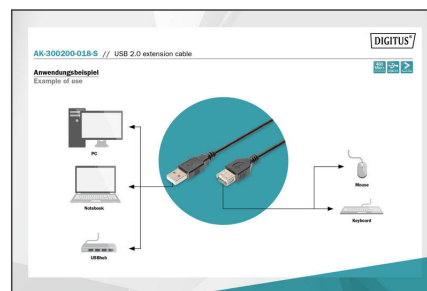 DIGITUS®
AK-300200-018-S // USB 2.0 extension cable
Anwendungsbeispiel
Example of use
PC
Notebook
USBhub
Mouse
Keyboard